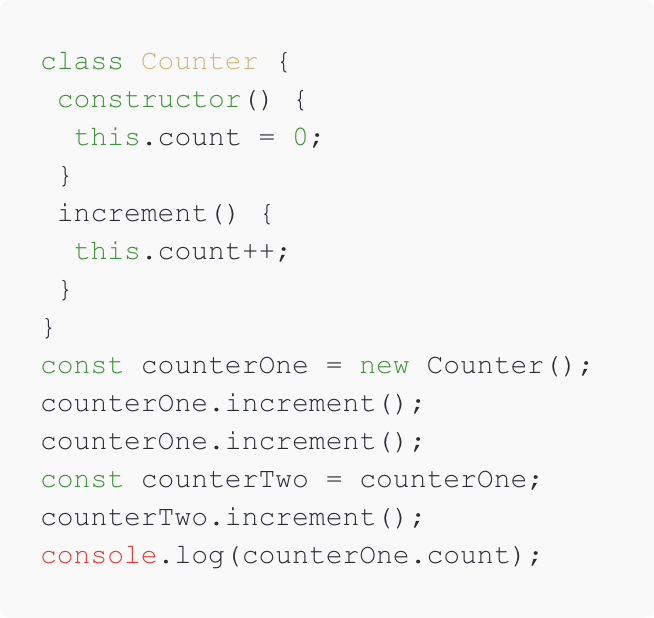 class Counter {
 constructor() {
  this.count = 0;
 }
 increment() {
  this.count++;
 }
}
const counterOne = new Counter();
counterOne.increment();
counterOne.increment();
const counterTwo = counterOne;
counterTwo.increment();
console.log(counterOne.count);